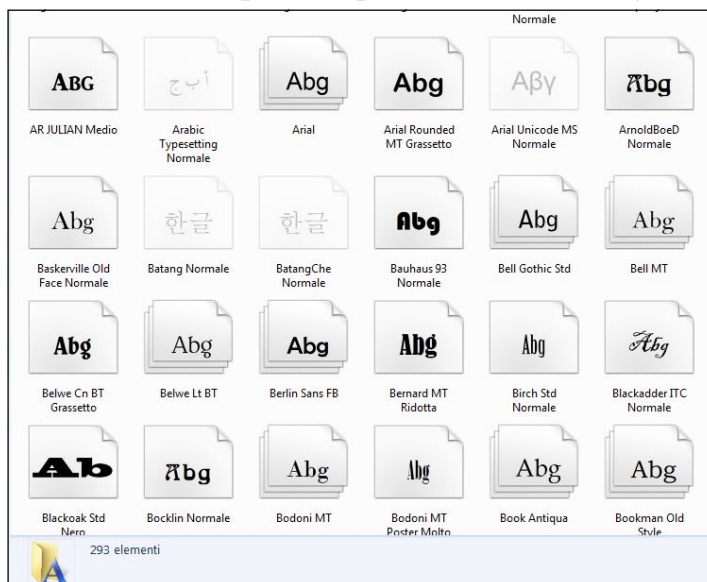 Normale
ABG
أ ب ج
Abg
Abg
Αβγ
Abg
AR JULIAN Medio
Arabic
Typesetting
Normale
Arial
Arial Rounded
MT Grassetto
Arial Unicode MS
Normale
ArnoldBoeD
Normale
Abg
한글
한글
Abg
Abg
Abg
Baskerville Old
Face Normale
Batang Normale
BatangChe
Normale
Bauhaus 93
Normale
Bell Gothic Std
Bell MT
Abg
Abg
Abg
Abg
Abg
Abg
Belwe Cn BT
Grassetto
Belwe Lt BT
Berlin Sans FB
Bernard MT
Ridotta
Birch Std
Normale
Blackadder ITC
Normale
Ab
Abg
Abg
Abg
Abg
Abg
Blackoak Std
Nero
Bocklin Normale
Bodoni MT
Bodoni MT
Poster Molto
Book Antiqua
Bookman Old
Style
293 elementi